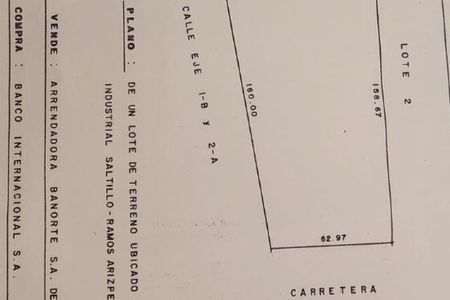 COMPRA : BANCO INTERNACIONAL S.A.
VENDE : ARRENDADORA BANORTE S.A. DE
PLANO : DE UN LOTE DE TERRENO UBICADO
INDUSTRIAL SALTILLO-RAMOS ARIZPE
CALLE EJE 1-B Y 2-A
160.00
158.67
LOTE 2
62.97
CARRETERA